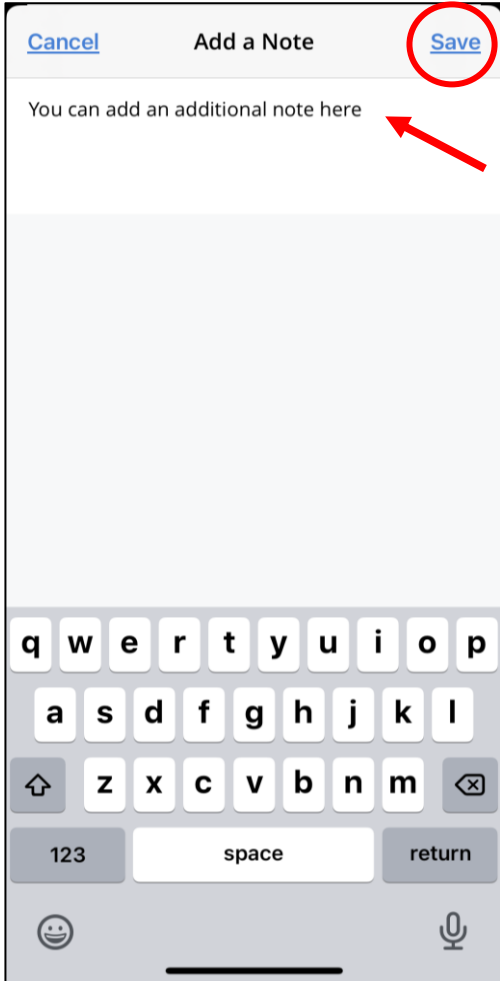 Cancel Add a Note Save
You can add an additional note here
q w e r t y u i o p
a s d f g h j k l
z x c v b n m
123 space return